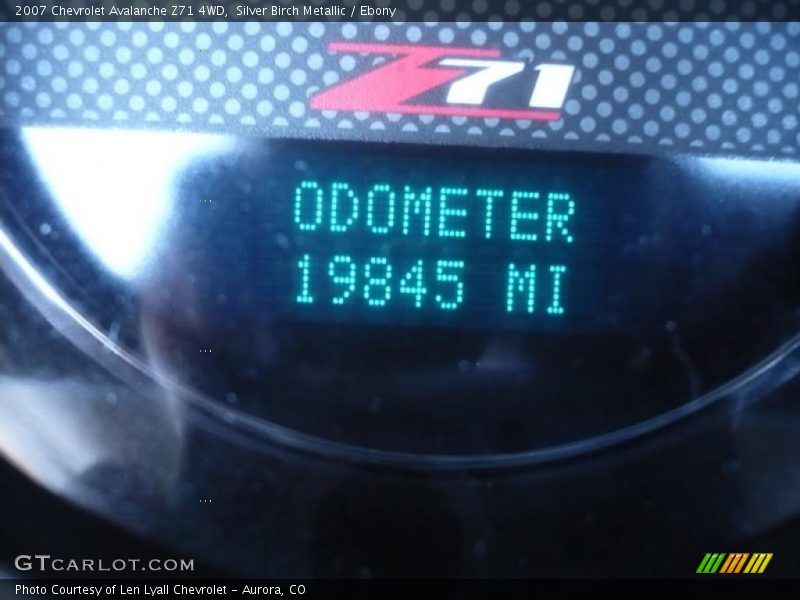 2007 Chevrolet Avalanche Z71 4WD,  Silver Birch Metallic / Ebony
Z71
ODOMETER
19845 MI
GTCARLOT.COM
Photo Courtesy of Len Lyall Chevrolet - Aurora, CO